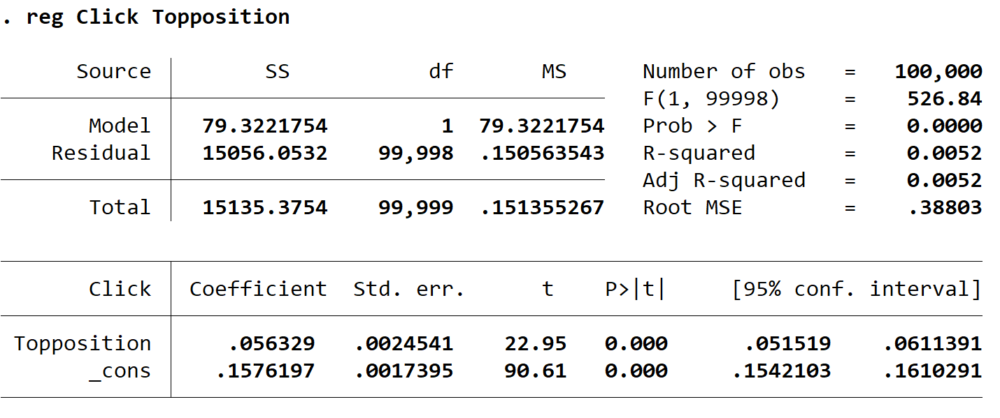 . reg Click Topposition
Source SS df MS Number of obs = 100,000
F(1, 99998) = 526.84
Model 79.3221754 1 79.3221754 Prob > F = 0.0000
Residual 15056.0532 99,998 .150563543 R-squared = 0.0052
Adj R-squared = 0.0052
Total 15135.3754 99,999 .151355267 Root MSE = .38803
Click Coefficient Std. err. t P>|t| [95% conf. interval]
Topposition .056329 .0024541 22.95 0.000 .051519 .0611391
_cons .1576197 .0017395 90.61 0.000 .1542103 .1610291